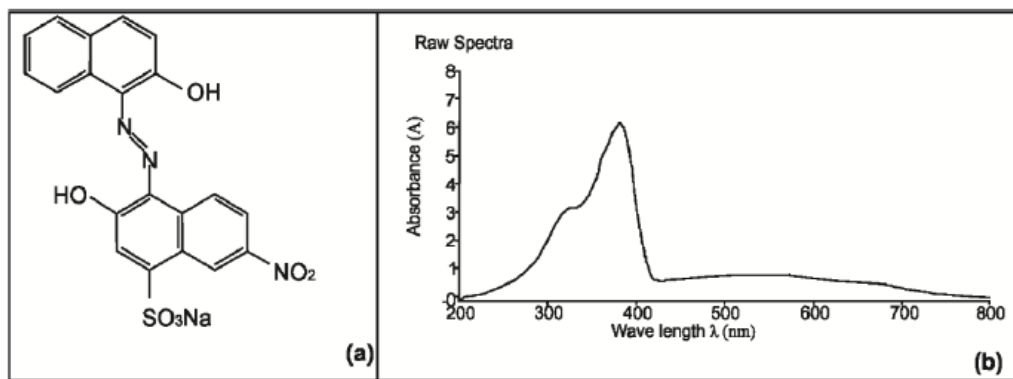 OH
N
N
HO
NO2
SO3Na
(a)
Raw Spectra
Absorbance (A)
8
7
6
5
4
3
2
1
0
200 300 400 500 600 700 800
Wave length λ (nm)
(b)